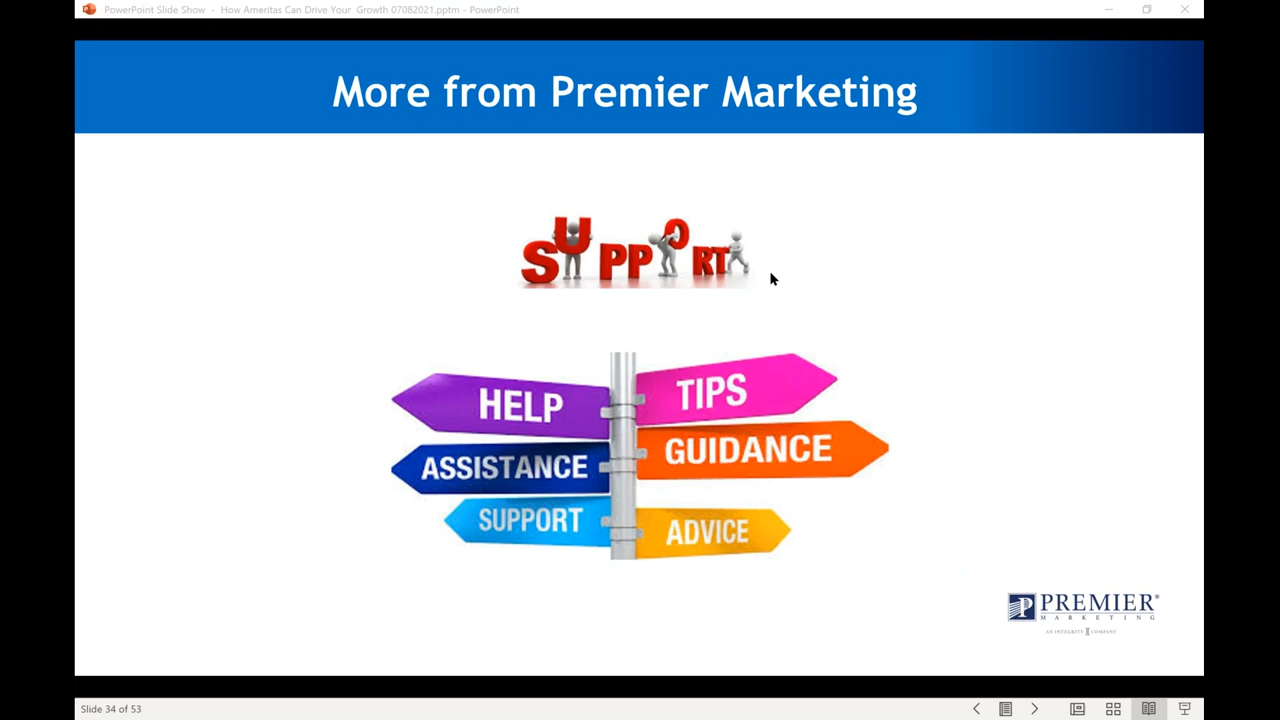 PowerPoint Slide Show - How Ameritas Can Drive Your Growth 07082021.pptm - PowerPoint
More from Premier Marketing
SUPPORT
HELP
TIPS
ASSISTANCE
GUIDANCE
SUPPORT
ADVICE
PREMIER®
MARKETING
AN INTEGRITY COMPANY
Slide 34 of 53